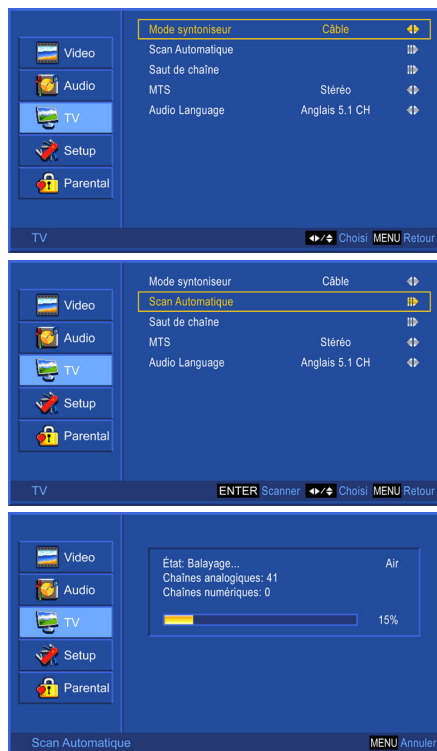 Video
Audio
TV
Setup
Parental
Mode syntoniseur Câble
Scan Automatique
Saut de chaîne
MTS Stéréo
Audio Language Anglais 5.1 CH
TV Choisi MENU Retour
Video
Audio
TV
Setup
Parental
Mode syntoniseur Câble
Scan Automatique
Saut de chaîne
MTS Stéréo
Audio Language Anglais 5.1 CH
TV ENTER Scanner Choisi MENU Retour
Video
Audio
TV
Setup
Parental
État: Balayage... Air
Chaînes analogiques: 41
Chaînes numériques: 0
15%
Scan Automatique MENU Annuler